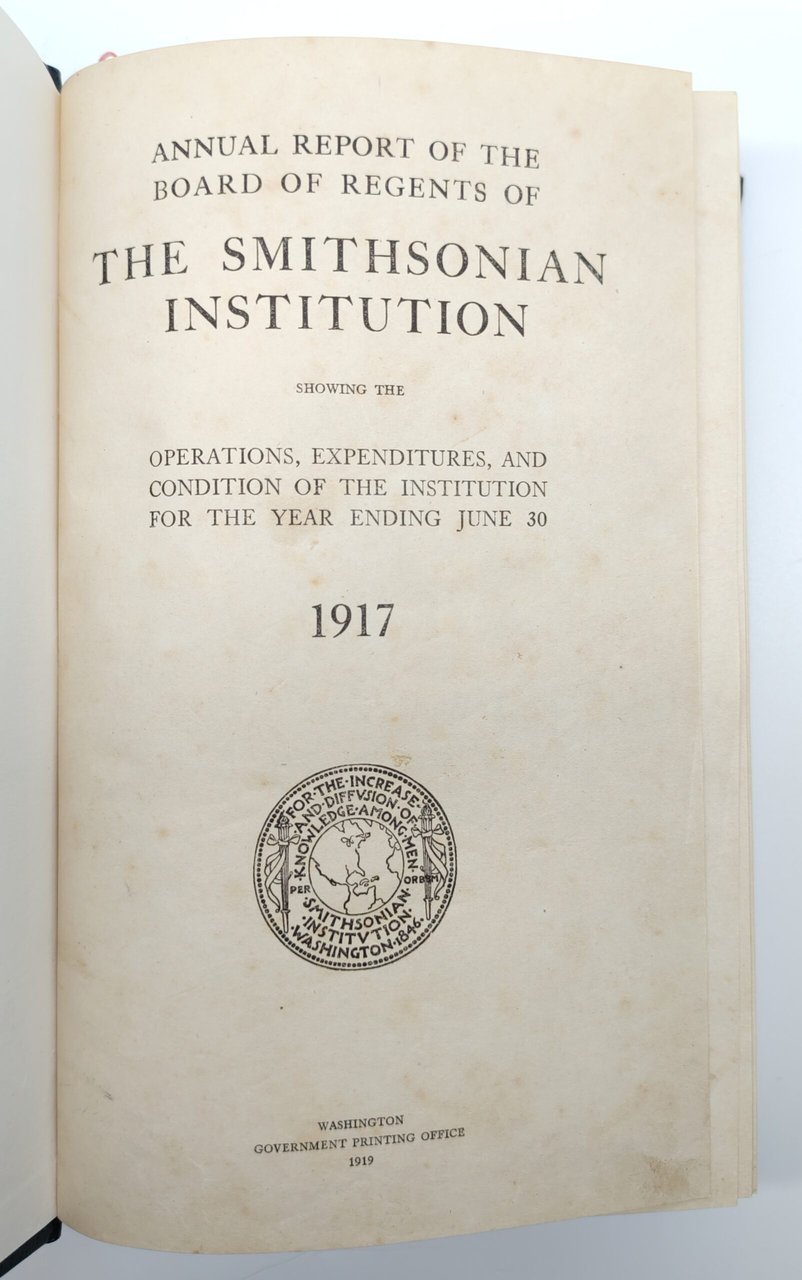 ANNUAL REPORT OF THE
BOARD OF REGENTS OF
THE SMITHSONIAN
INSTITUTION
SHOWING THE
OPERATIONS, EXPENDITURES, AND
CONDITION OF THE INSTITUTION
FOR THE YEAR ENDING JUNE 30
1917
FOR·THE·INCREASE
AND·DIFFVSION·OF
·KNOWLEDGE·AMONG·MEN·
PER ORBEM
·SMITHSONIAN·
·INSTITVTION·
·WASHINGTON·1846·
WASHINGTON
GOVERNMENT PRINTING OFFICE
1919